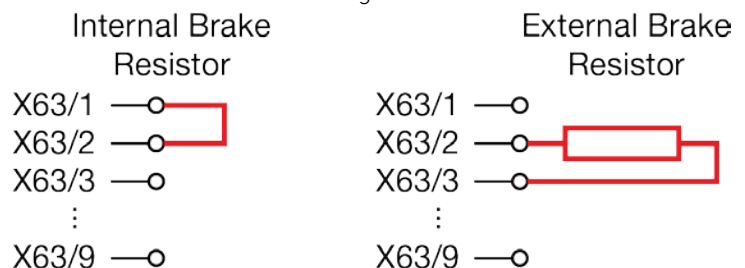 Internal Brake
Resistor
X63/1
X63/2
X63/3
⋮
X63/9
External Brake
Resistor
X63/1
X63/2
X63/3
⋮
X63/9